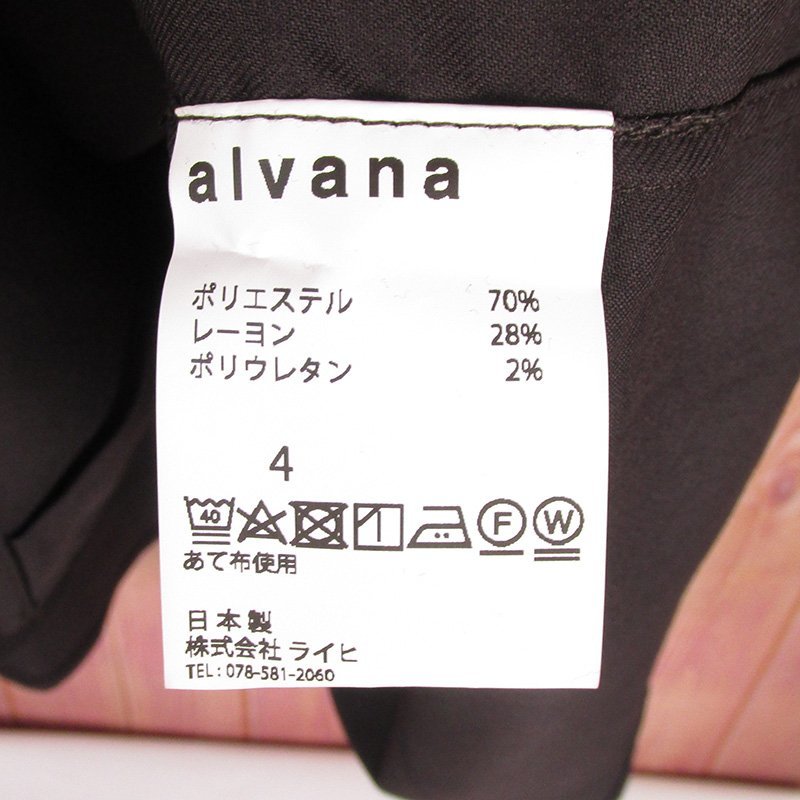 alvana
ポリエステル 70%
レーヨン 28%
ポリウレタン 2%
4
40 F W
あて布使用
日本製
株式会社 ライヒ
TEL: 078-581-2060